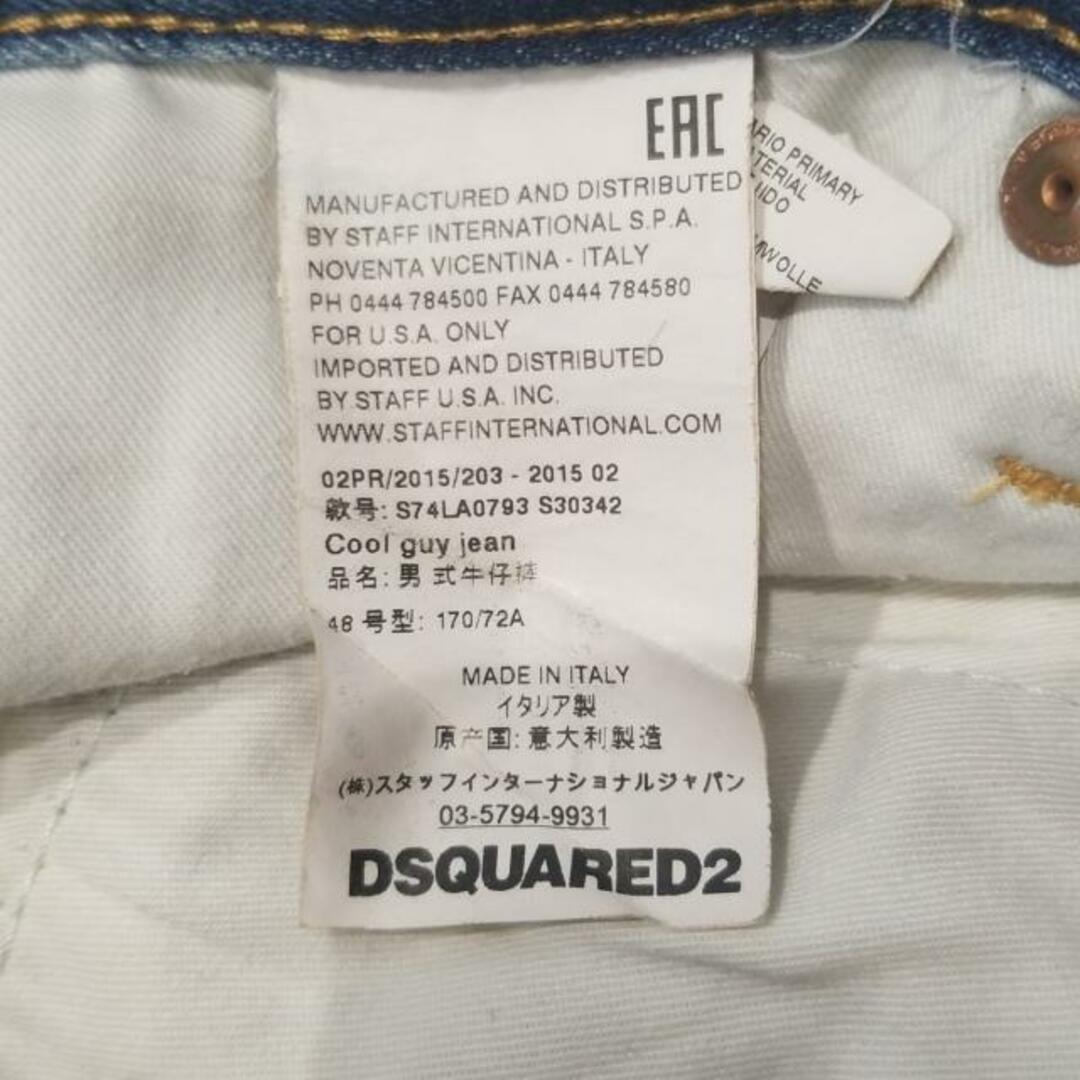 EAC
MANUFACTURED AND DISTRIBUTED
BY STAFF INTERNATIONAL S.P.A.
NOVENTA VICENTINA - ITALY
PH 0444 784500 FAX 0444 784580
FOR U.S.A. ONLY
IMPORTED AND DISTRIBUTED
BY STAFF U.S.A. INC.
WWW.STAFFINTERNATIONAL.COM
02PR/2015/203 - 2015 02
款号: S74LA0793 S30342
Cool guy jean
品名: 男 式牛仔裤
48 号型: 170/72A
MADE IN ITALY
イタリア製
原产国: 意大利製造
(株)スタッフインターナショナルジャパン
03-5794-9931
DSQUARED2
PRIMARY